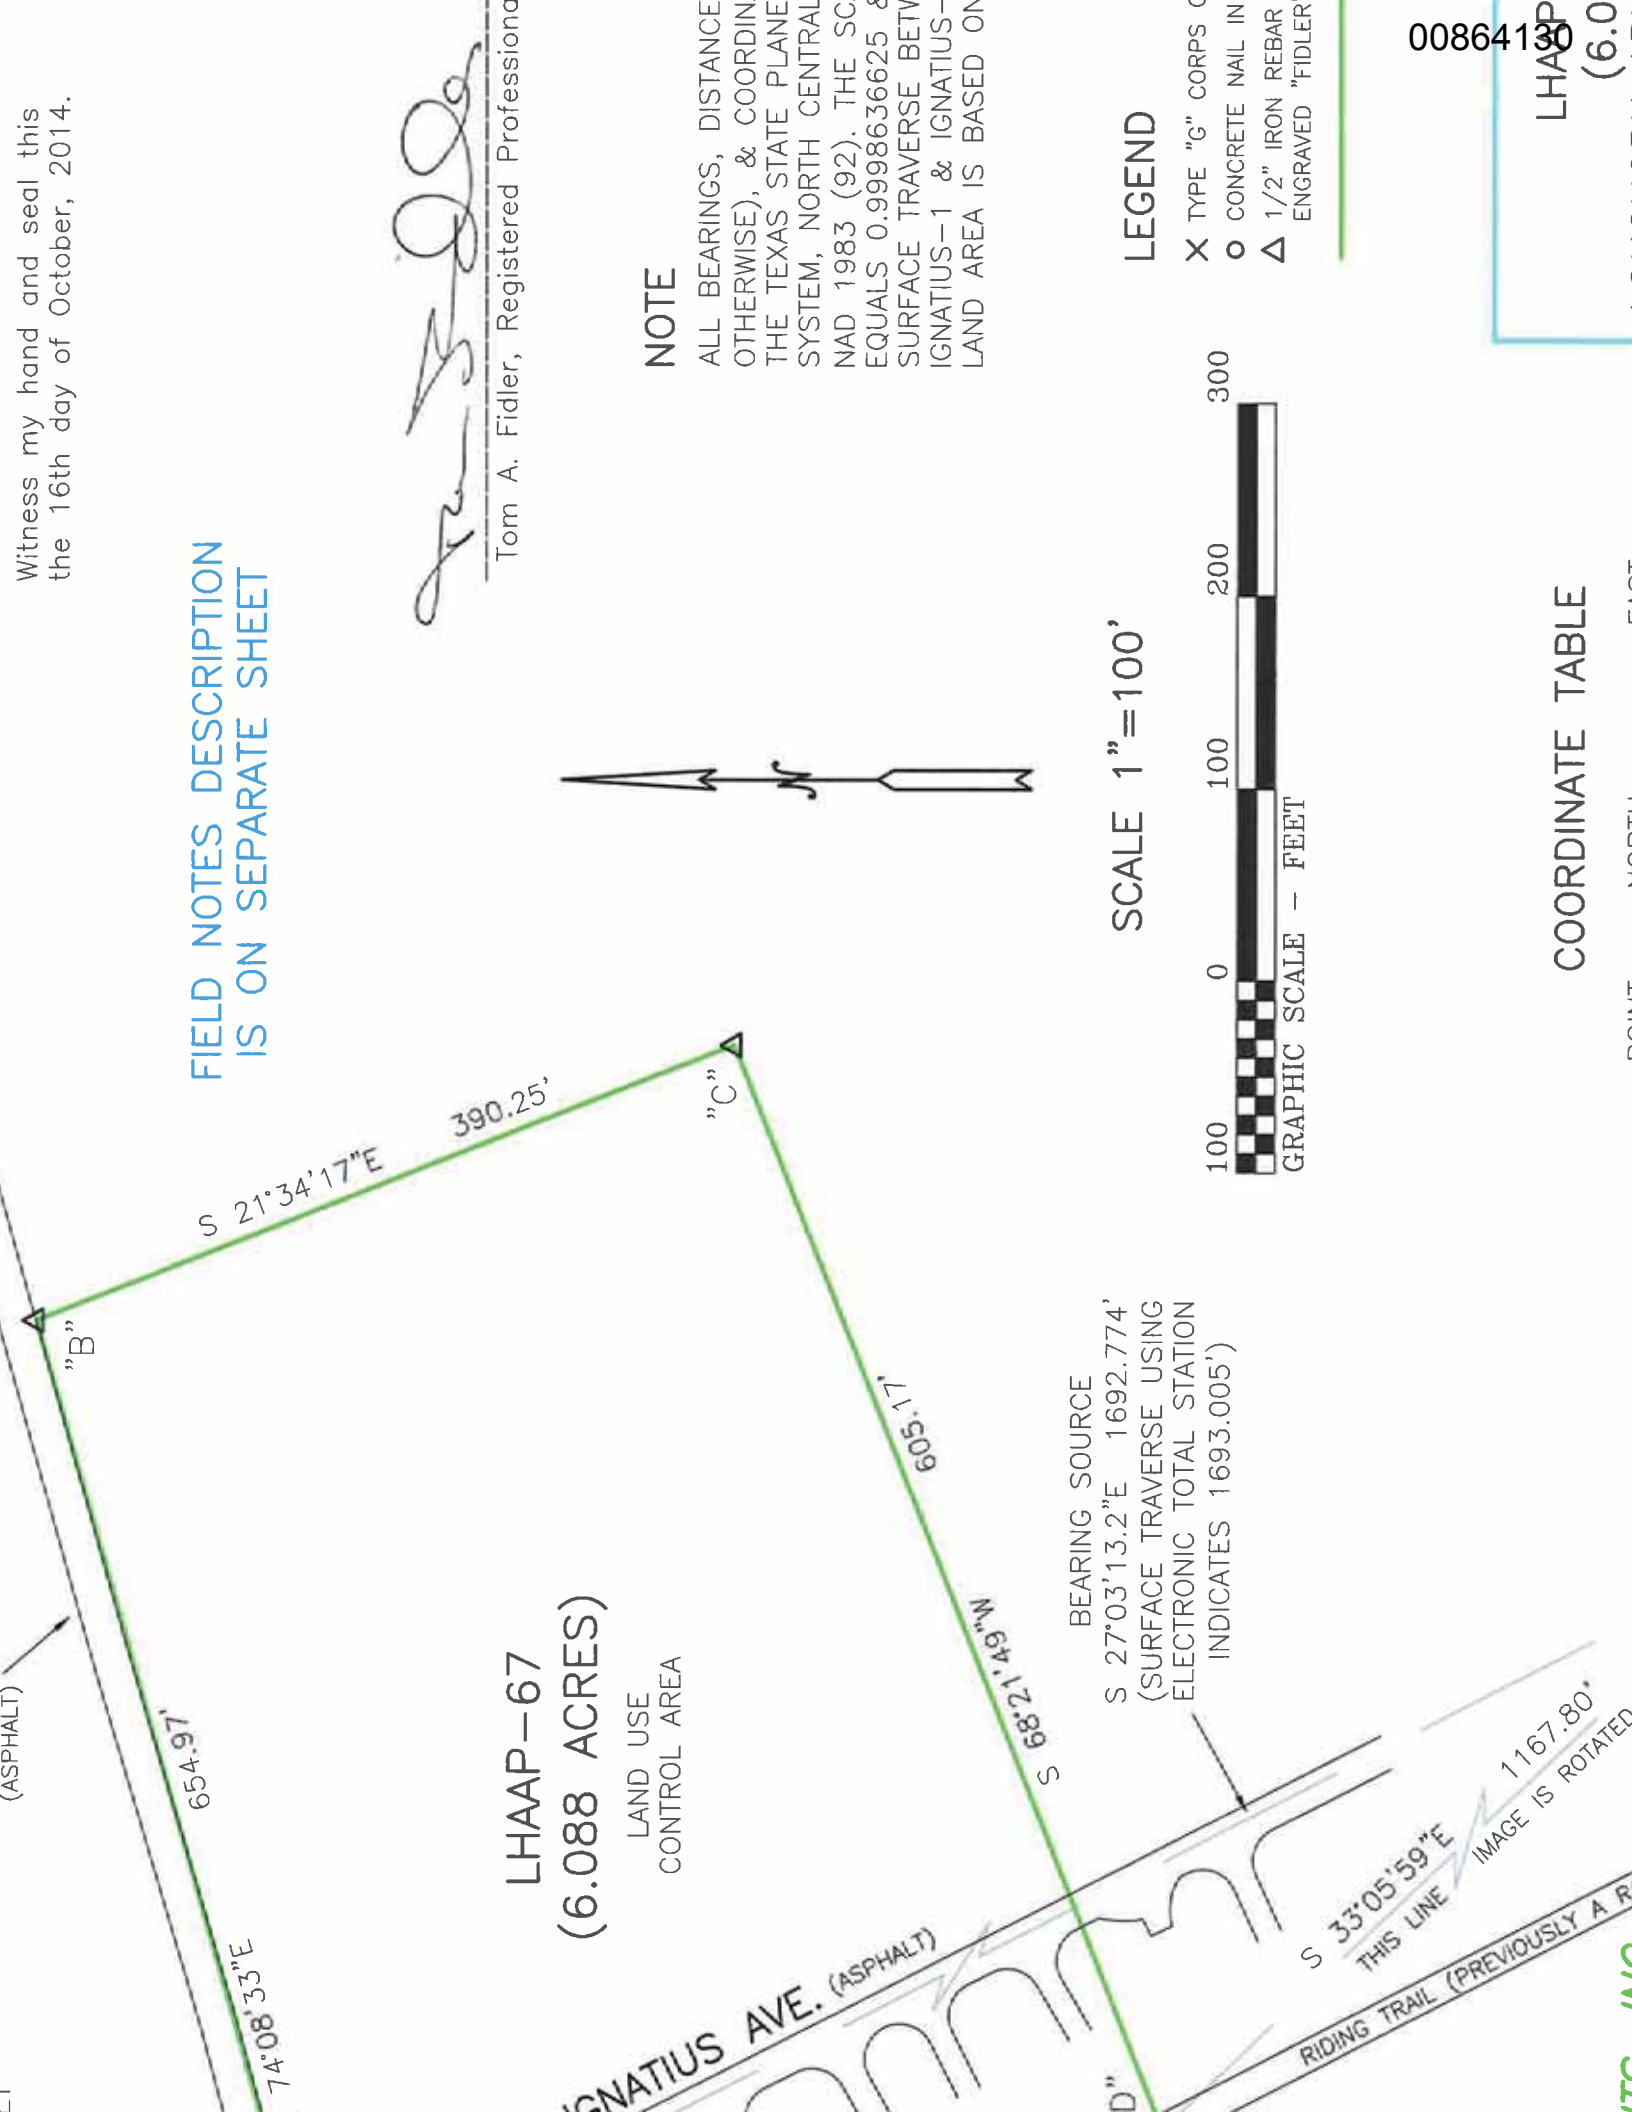 00864130
Witness my hand and seal this
the 16th day of October, 2014.
Tom A. Fidler, Registered
FIELD NOTES DESCRIPTION
IS ON SEPARATE SHEET
NOTE
ALL BEARINGS,
OTHERWISE), &
THE TEXAS STATE PLANE
SYSTEM, NORTH CENTRAL
NAD 1983 (92). THE
EQUALS 0.9998636625 &
SURFACE TRAVERSE
IGNATIUS-1 & IGNATIUS-
LAND AREA IS BASED ON
LEGEND
X TYPE "G" CORPS
O CONCRETE NAIL IN
△ 1/2" IRON REBAR
ENGRAVED "FIDLER"
SCALE 1"=100'
100 0 100 200 300
GRAPHIC SCALE - FEET
COORDINATE TABLE
LHAAP
(6.0
(ASPHALT)
"B"
S 21°34'17"E 390.25'
"C"
654.97'
74°08'33"E
LHAAP-67
(6.088 ACRES)
LAND USE
CONTROL AREA
605.17'
S 68°21'49"W
BEARING SOURCE
S 27°03'13.2"E 1692.774'
(SURFACE TRAVERSE USING
ELECTRONIC TOTAL STATION
INDICATES 1693.005')
IGNATIUS AVE. (ASPHALT)
S 33°05'59"E 1167.80'
THIS LINE IMAGE IS ROTATED
RIDING TRAIL (PREVIOUSLY A
D"